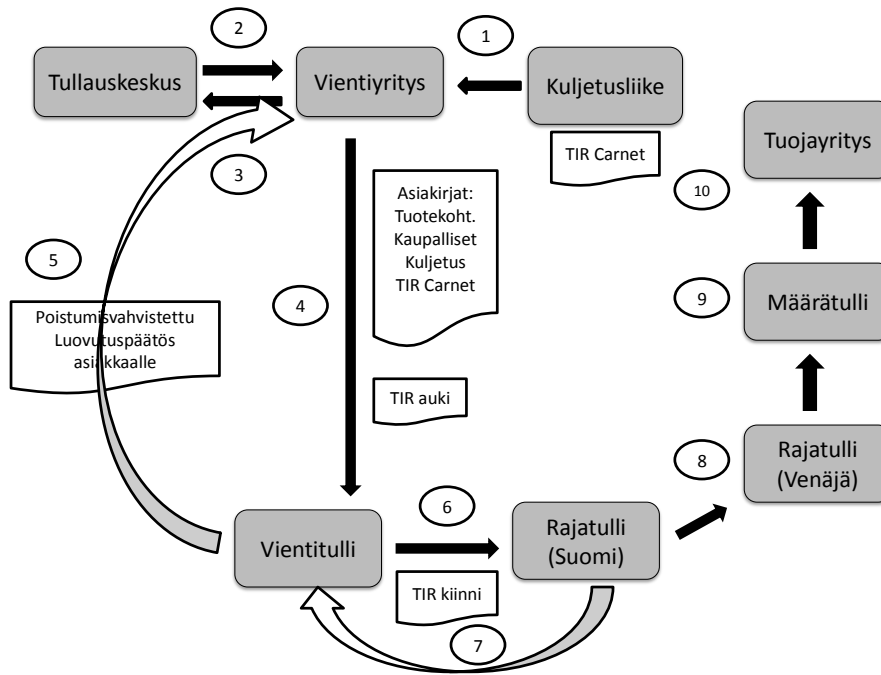 2
1
Tullauskeskus
Vientiyritys
Kuljetusliike
Tuojayritys
TIR Carnet
3
10
Asiakirjat:
Tuotekoht.
Kaupalliset
Kuljetus
TIR Carnet
5
4
9
Määrätulli
Poistumisvahvistettu
Luovutuspäätös
asiakkaalle
TIR auki
8
Rajatulli
(Venäjä)
6
Vientitulli
Rajatulli
(Suomi)
TIR kiinni
7